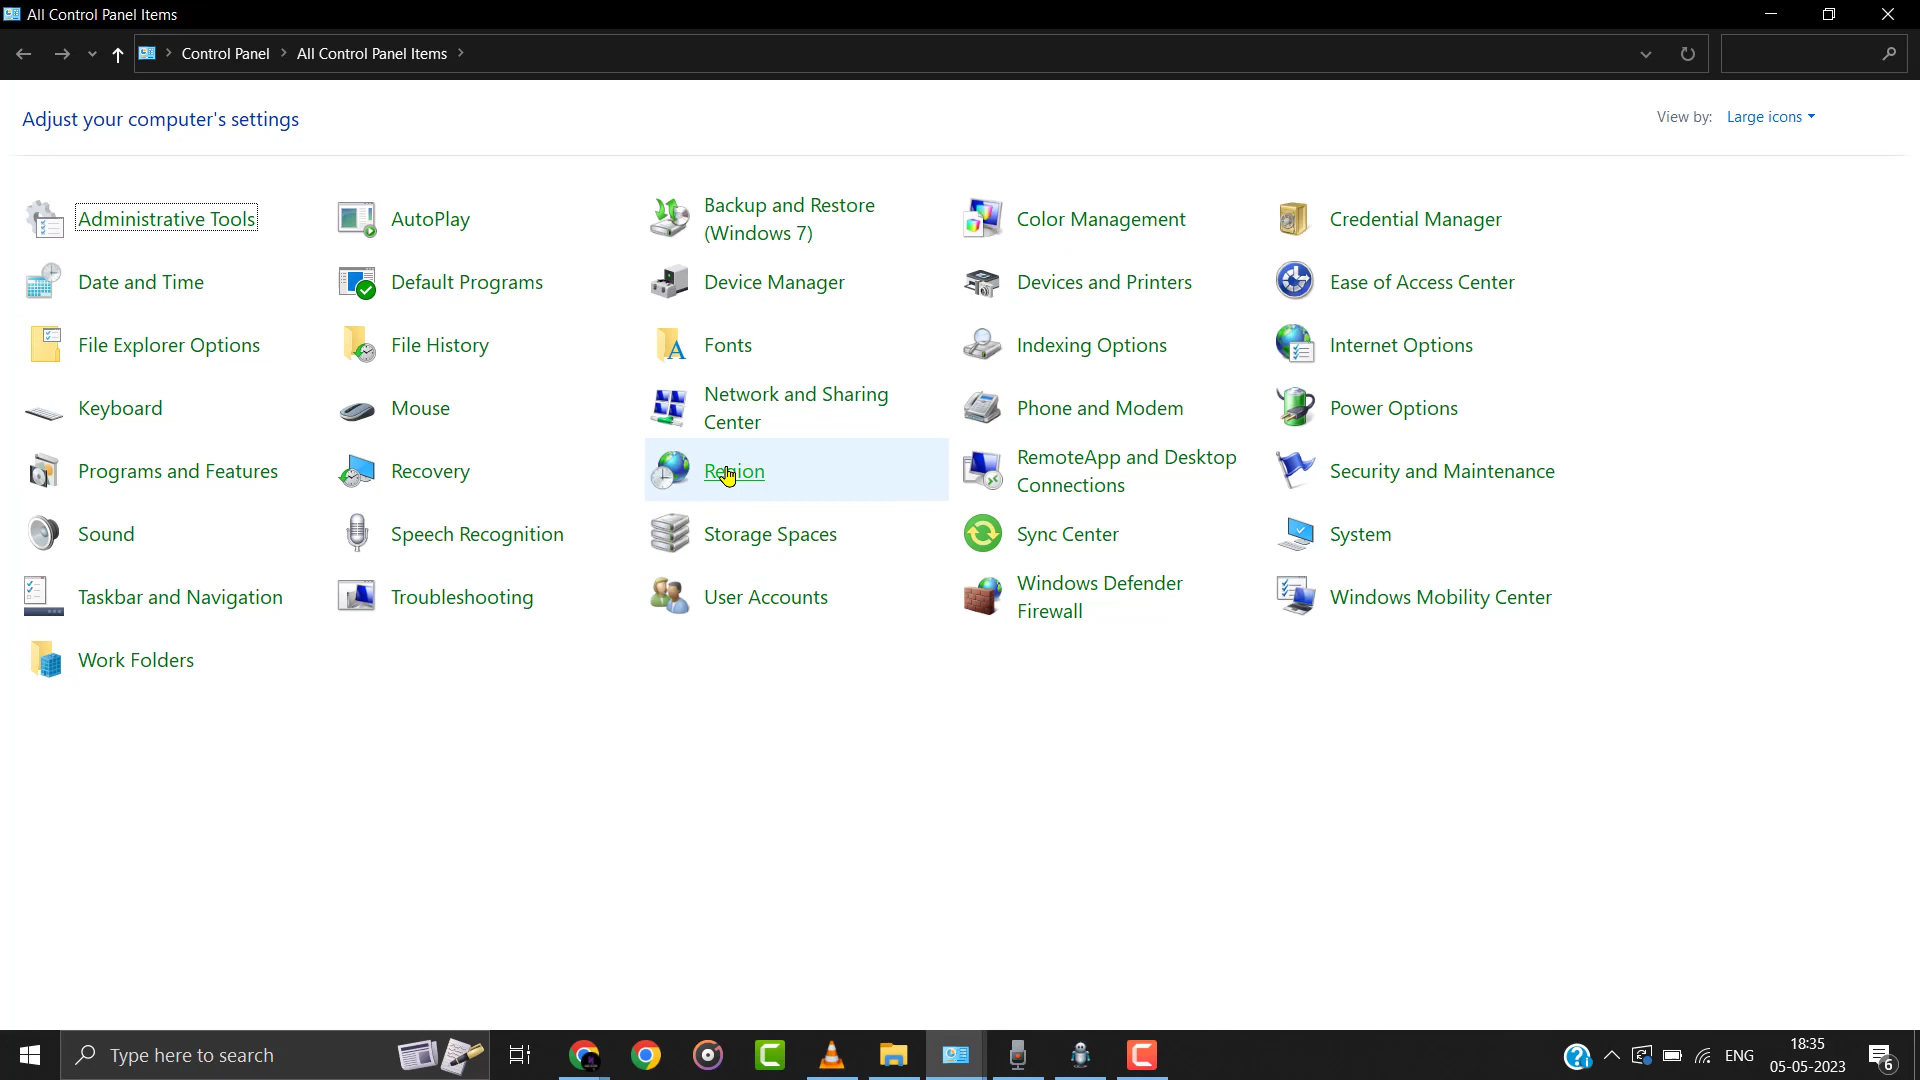 All Control Panel Items
Control Panel > All Control Panel Items >
Adjust your computer's settings
View by: Large icons
Administrative Tools
AutoPlay
Backup and Restore
(Windows 7)
Color Management
Credential Manager
Date and Time
Default Programs
Device Manager
Devices and Printers
Ease of Access Center
File Explorer Options
File History
Fonts
Indexing Options
Internet Options
Keyboard
Mouse
Network and Sharing
Center
Phone and Modem
Power Options
Programs and Features
Recovery
Region
RemoteApp and Desktop
Connections
Security and Maintenance
Sound
Speech Recognition
Storage Spaces
Sync Center
System
Taskbar and Navigation
Troubleshooting
User Accounts
Windows Defender
Firewall
Windows Mobility Center
Work Folders
Type here to search
ENG
18:35
05-05-2023
6